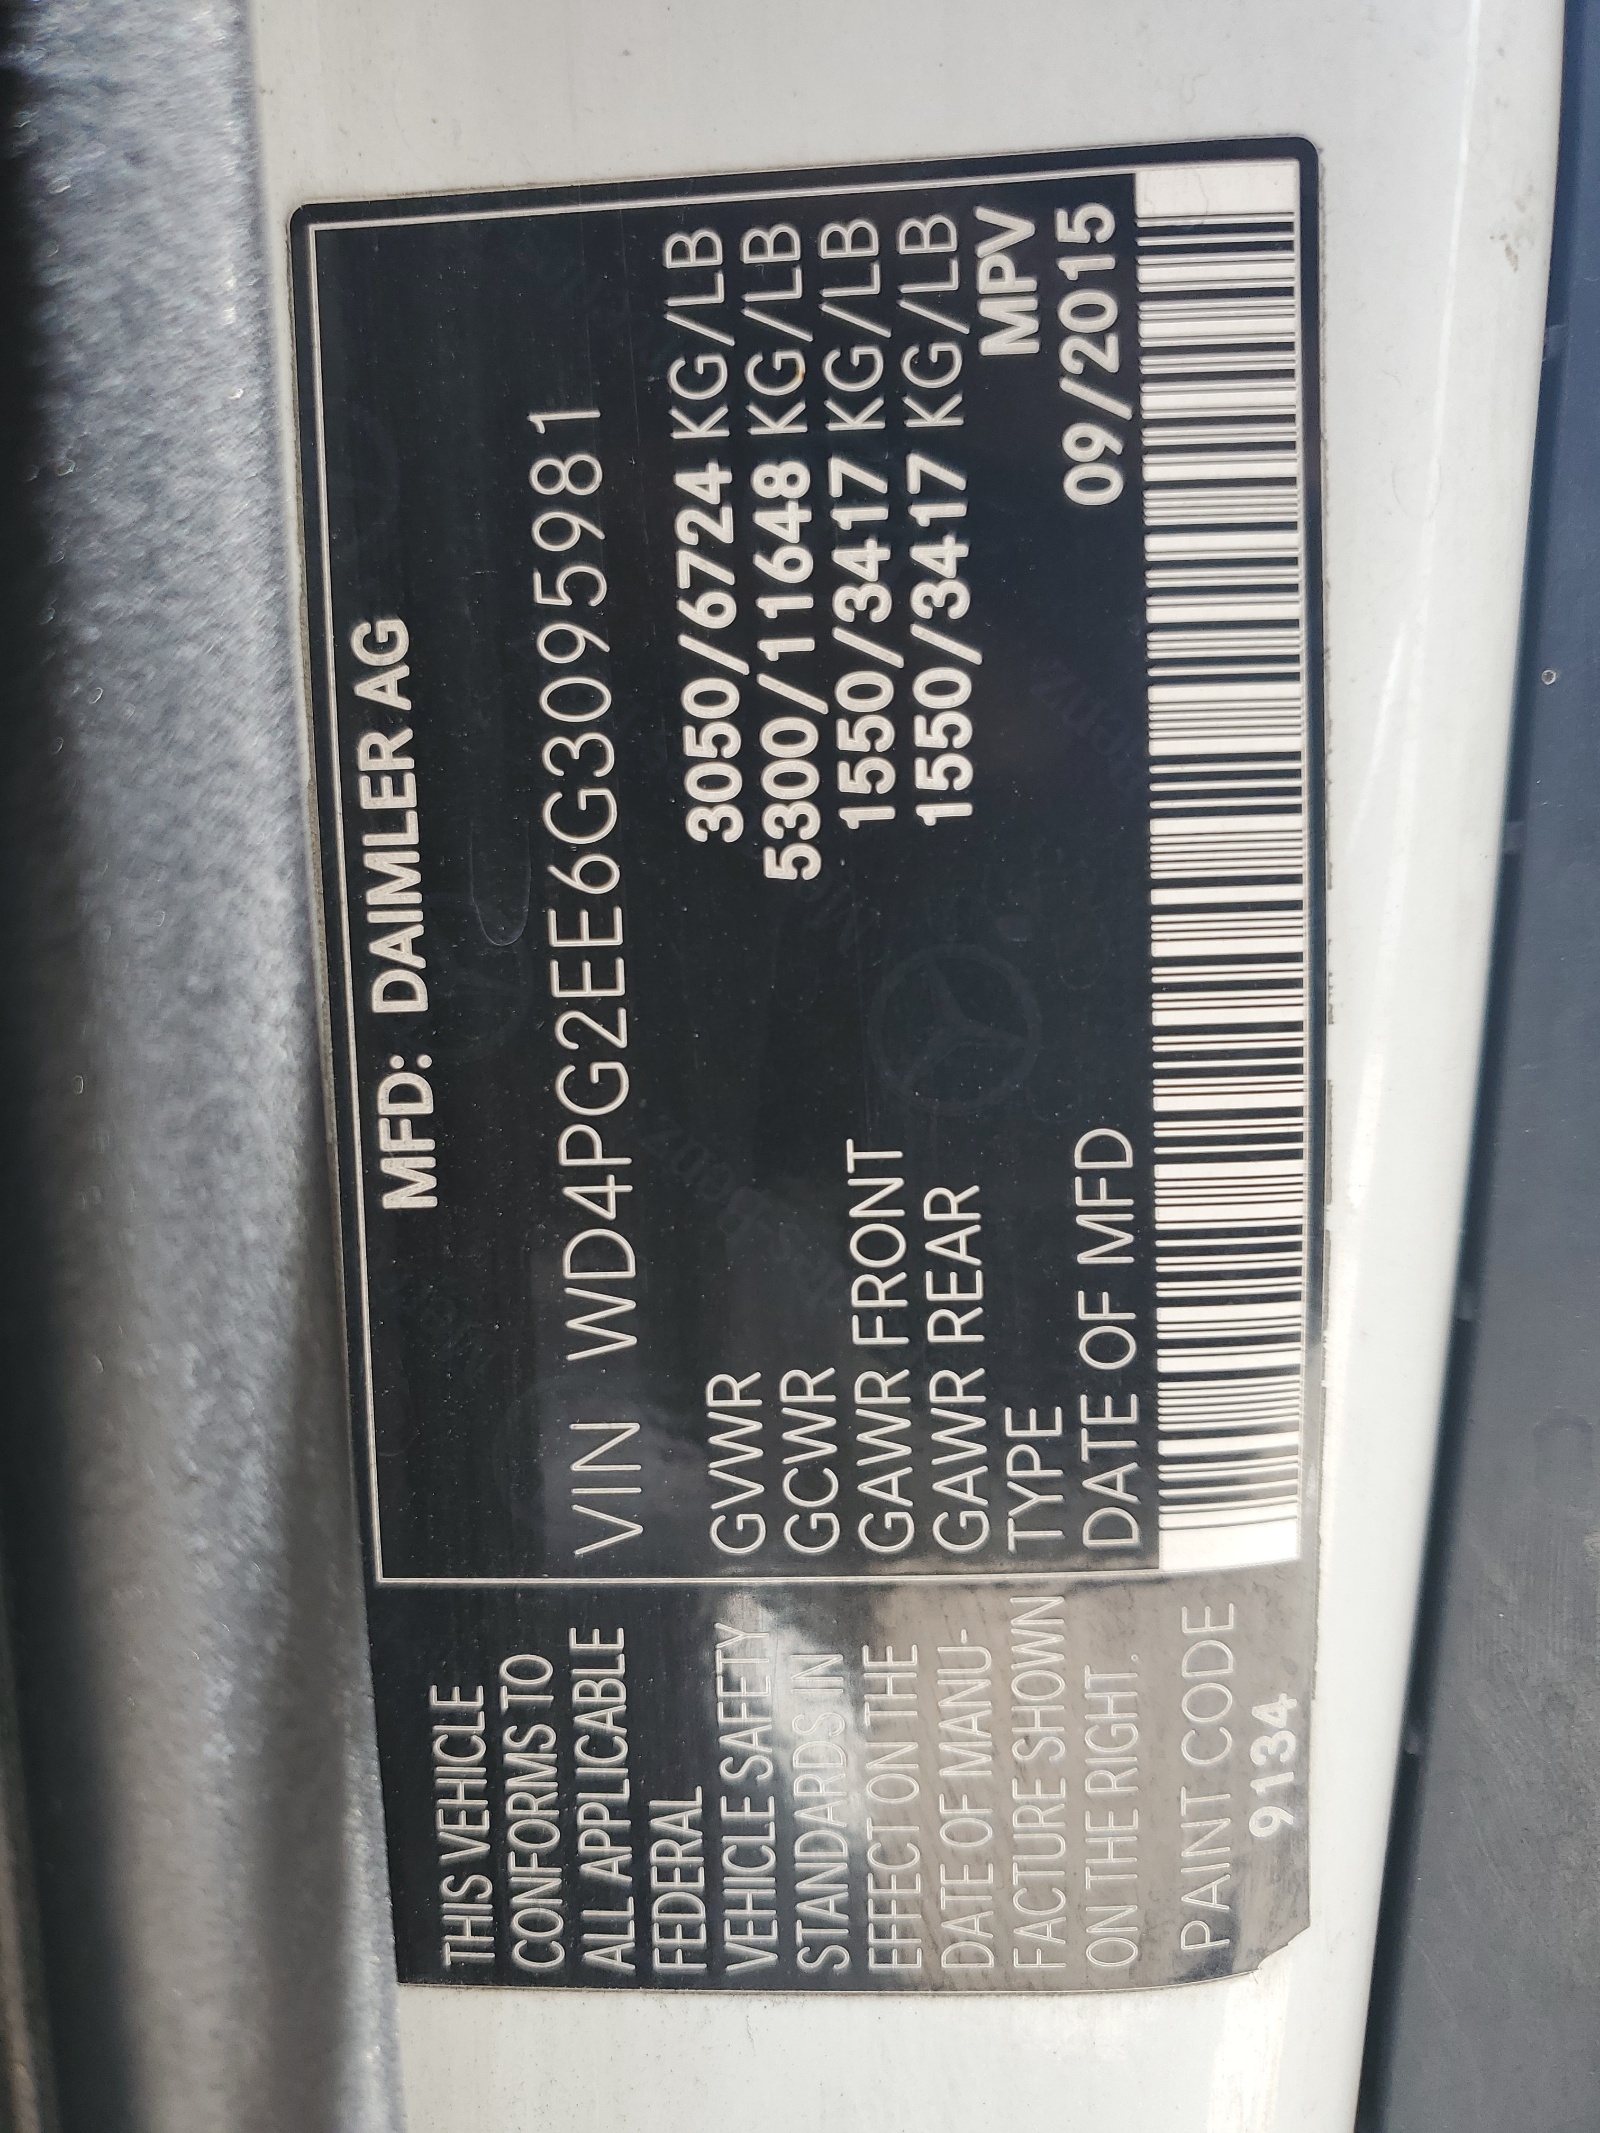 MFD: DAIMLER AG
THIS VEHICLE
CONFORMS TO
ALL APPLICABLE
FEDERAL
VEHICLE SAFETY
STANDARDS IN
EFFECT ON THE
DATE OF MANU-
FACTURE SHOWN
ON THE RIGHT.
PAINT CODE
9134
VIN WD4PG2EE6G3095981
GVWR 3050/6724 KG/LB
GCWR 5300/11648 KG/LB
GAWR FRONT 1550/3417 KG/LB
GAWR REAR 1550/3417 KG/LB
TYPE MPV
DATE OF MFD 09/2015